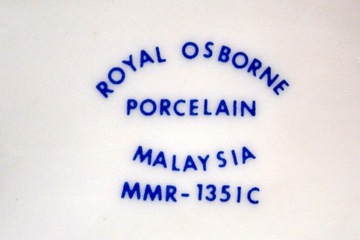 ROYAL OSBORNE
PORCELAIN
MALAYSIA
MMR-1351C